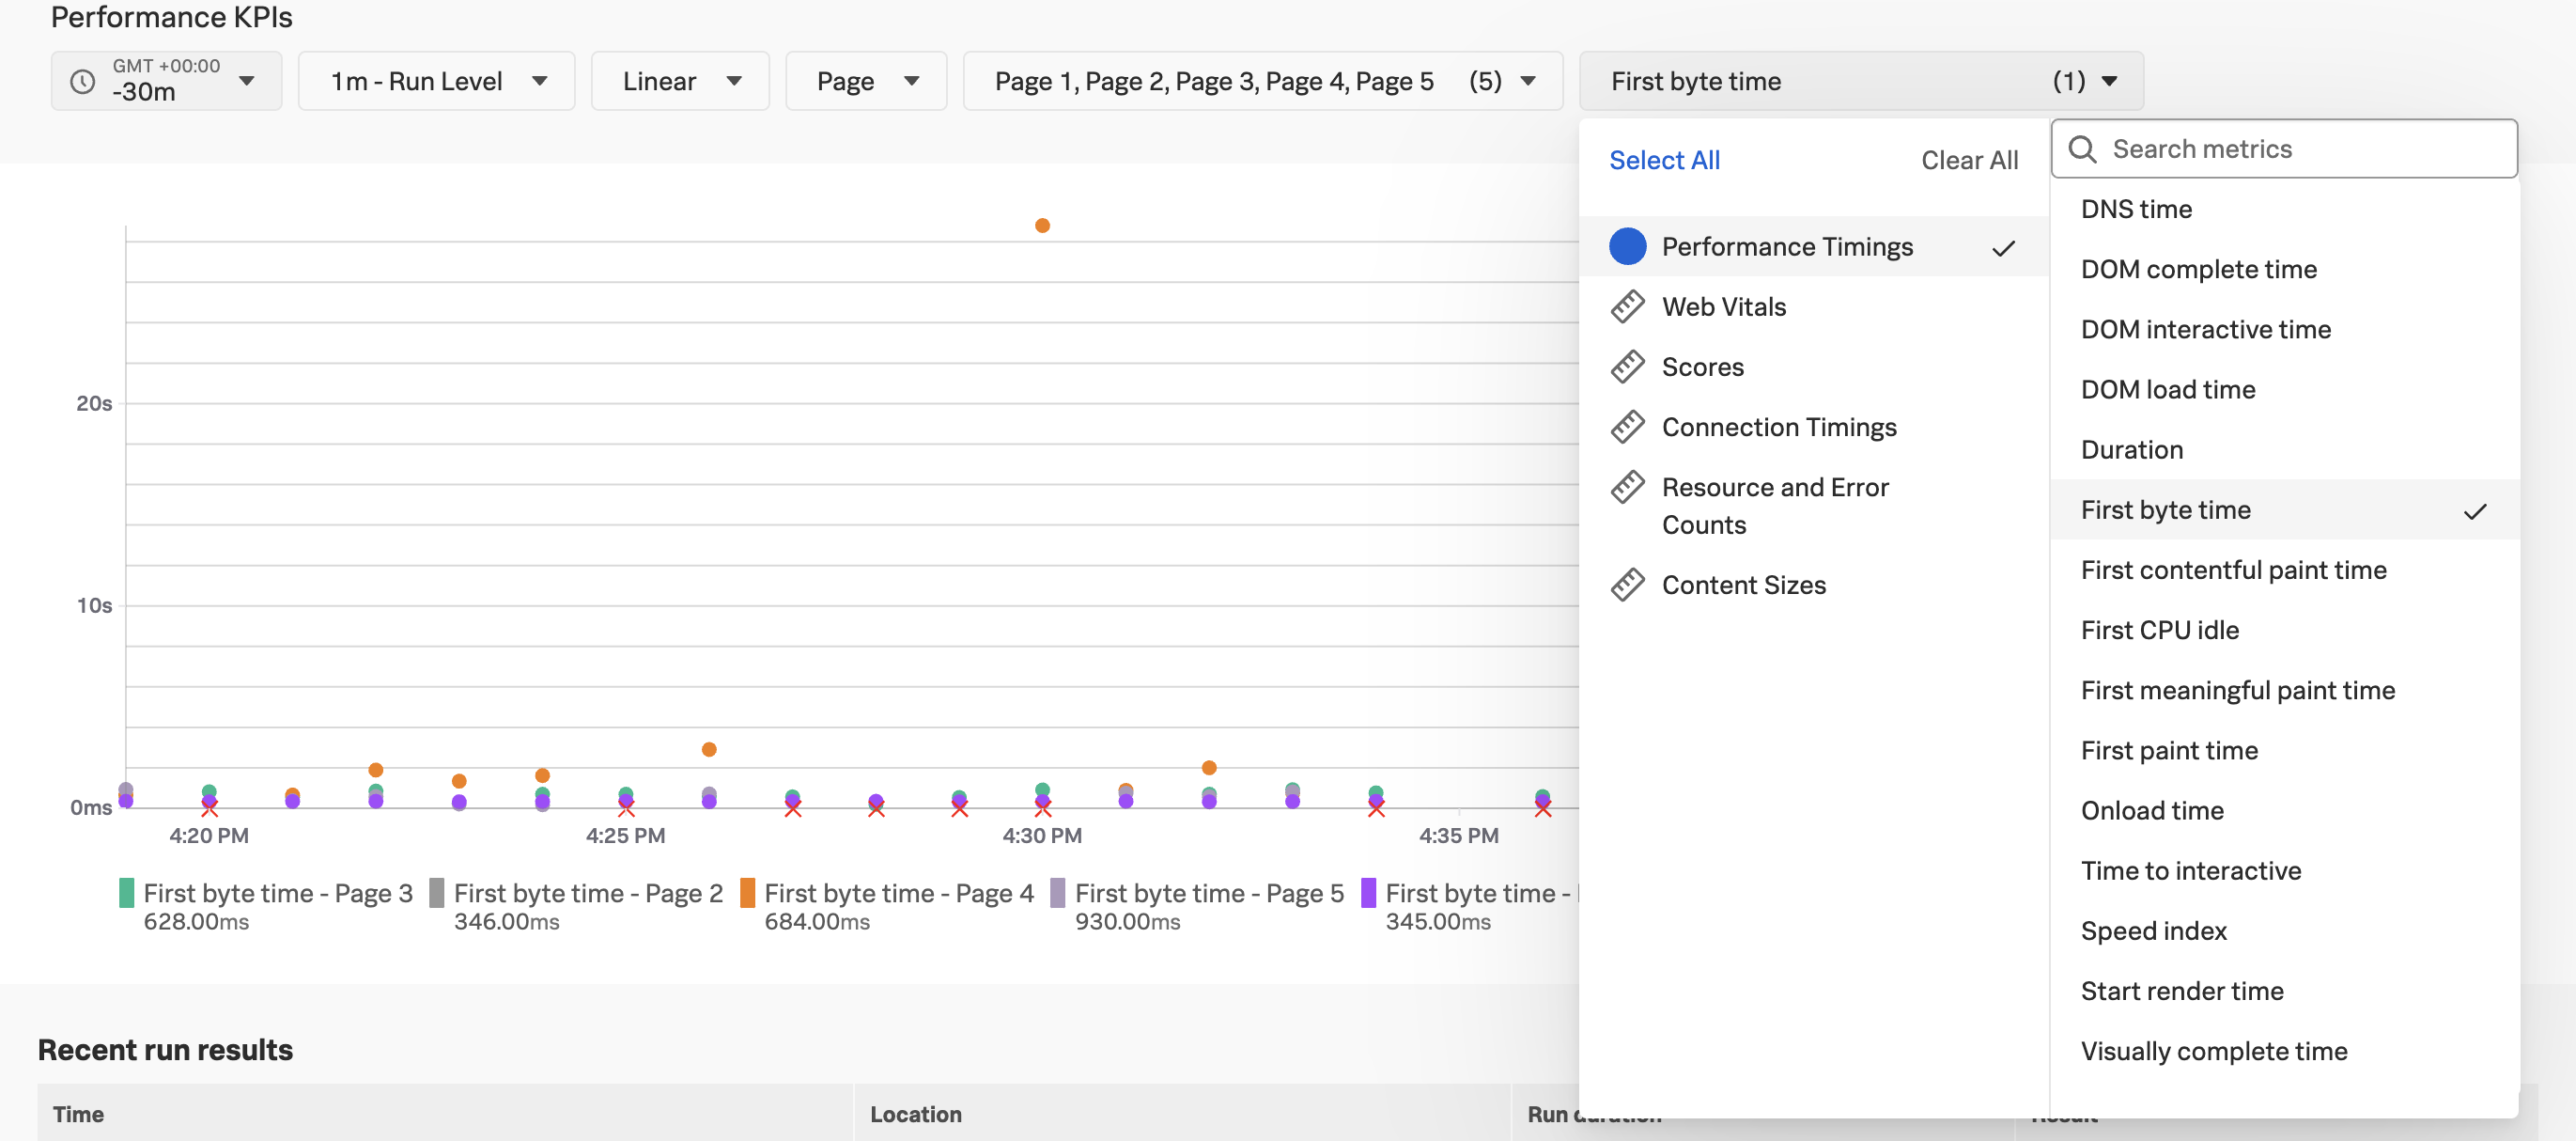 Performance KPIs
GMT +00:00
-30m
1m - Run Level
Linear
Page
Page 1, Page 2, Page 3, Page 4, Page 5 (5)
First byte time (1)
Select All
Clear All
Performance Timings
Web Vitals
Scores
Connection Timings
Resource and Error
Counts
Content Sizes
Search metrics
DNS time
DOM complete time
DOM interactive time
DOM load time
Duration
First byte time
First contentful paint time
First CPU idle
First meaningful paint time
First paint time
Onload time
Time to interactive
Speed index
Start render time
Visually complete time
20s
10s
0ms
4:20 PM
4:25 PM
4:30 PM
4:35 PM
First byte time - Page 3
628.00ms
First byte time - Page 2
346.00ms
First byte time - Page 4
684.00ms
First byte time - Page 5
930.00ms
First byte time -
345.00ms
Recent run results
Time
Location
Run duration
Result